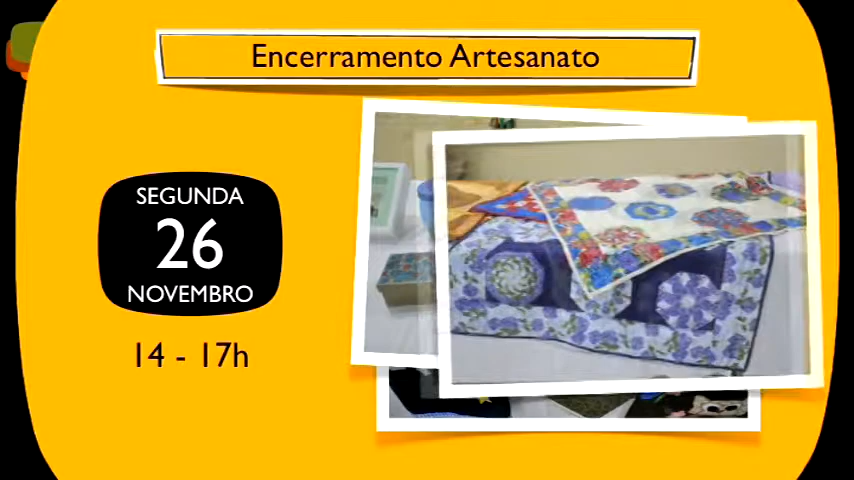 Encerramento Artesanato
SEGUNDA
26
NOVEMBRO
14 - 17h